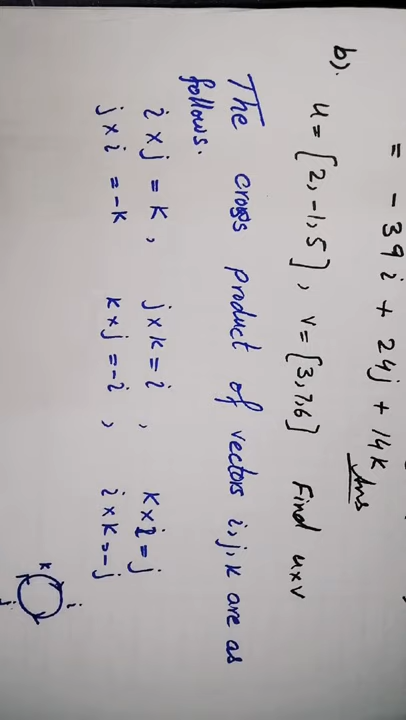 = - 39i + 24j + 14k Ans
b). u = [2, -1, 5], v = [3, 7, 6] Find uxv
The cross product of vectors i, j, k are as
follows.
i x j = k, j x k = i, k x i = j
j x i = -k k x j = -i, i x k = -j
k i j